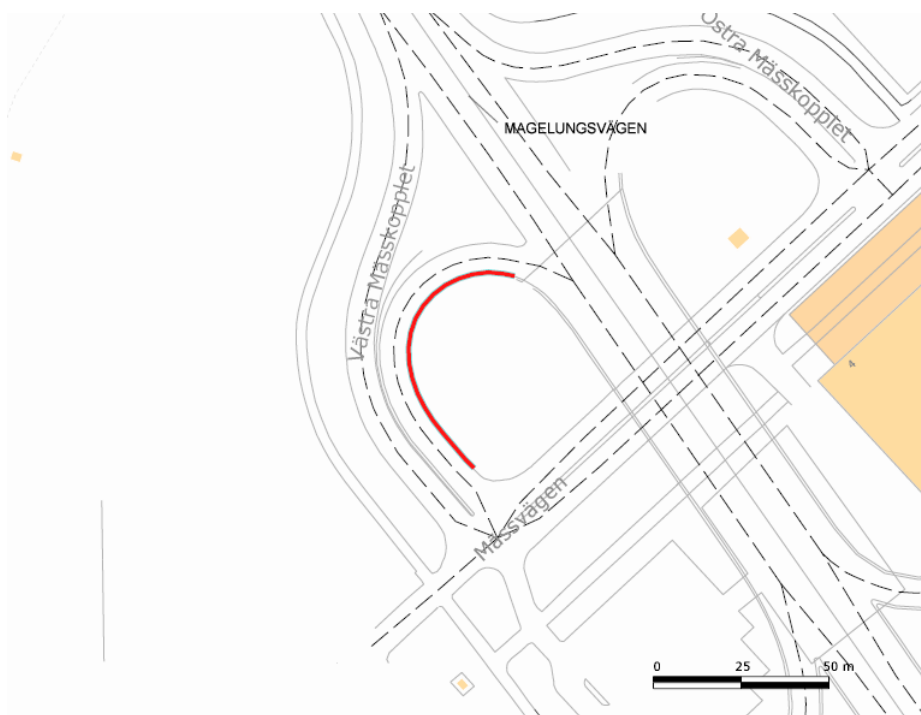 Östra Mässkopplet
MAGELUNGSVÄGEN
Västra Mässkopplet
4
Mässvägen
0 25 50 m